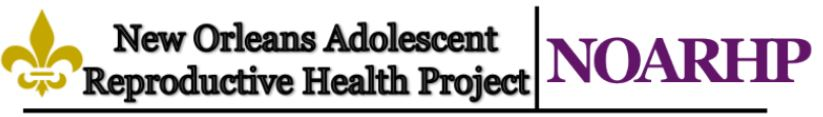 New Orleans Adolescent
Reproductive Health Project
NOARHP